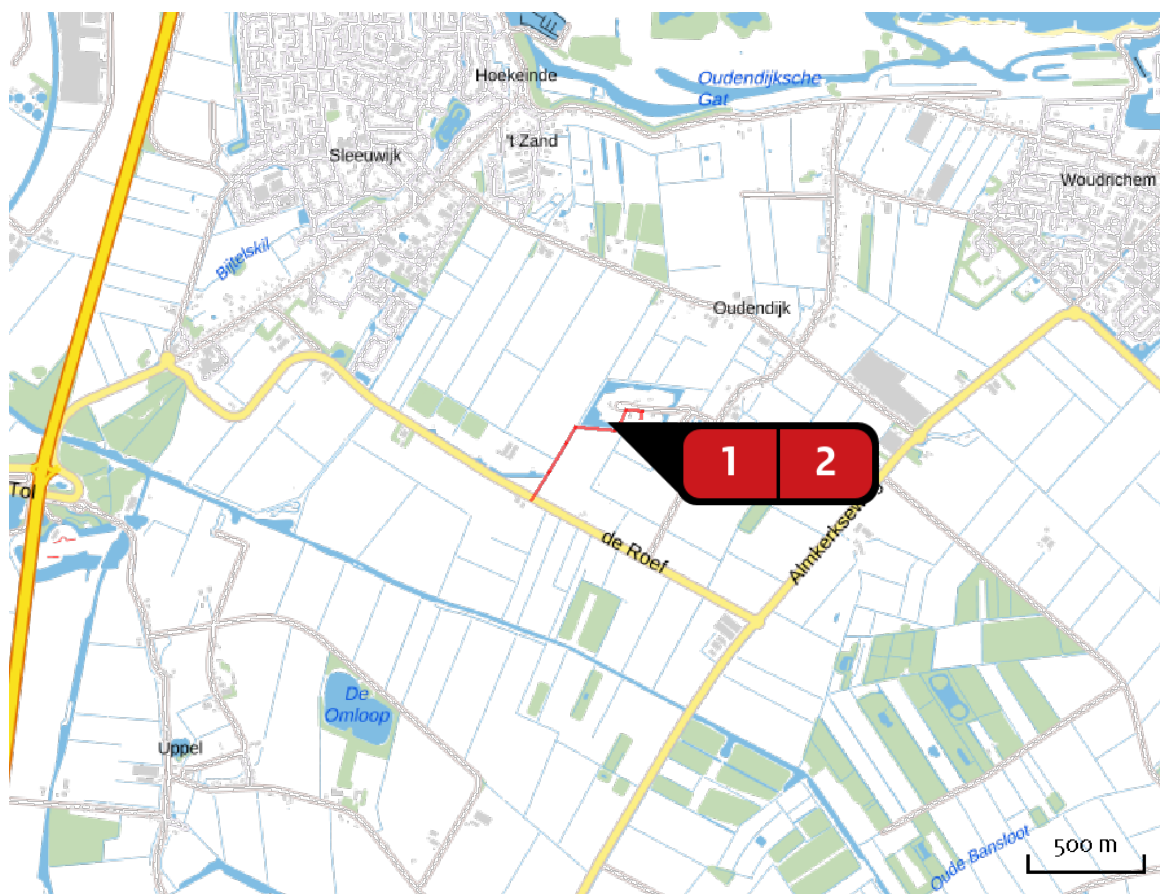 Hoekeinde
Oudendijksche
Gat
't Zand
Sleeuwijk
Woudrichem
Bijtelskil
Oudendijk
1 2
Tol
de Roef
Almkerksewe
De
Omloop
Uppel
Oude Bansloot
500 m